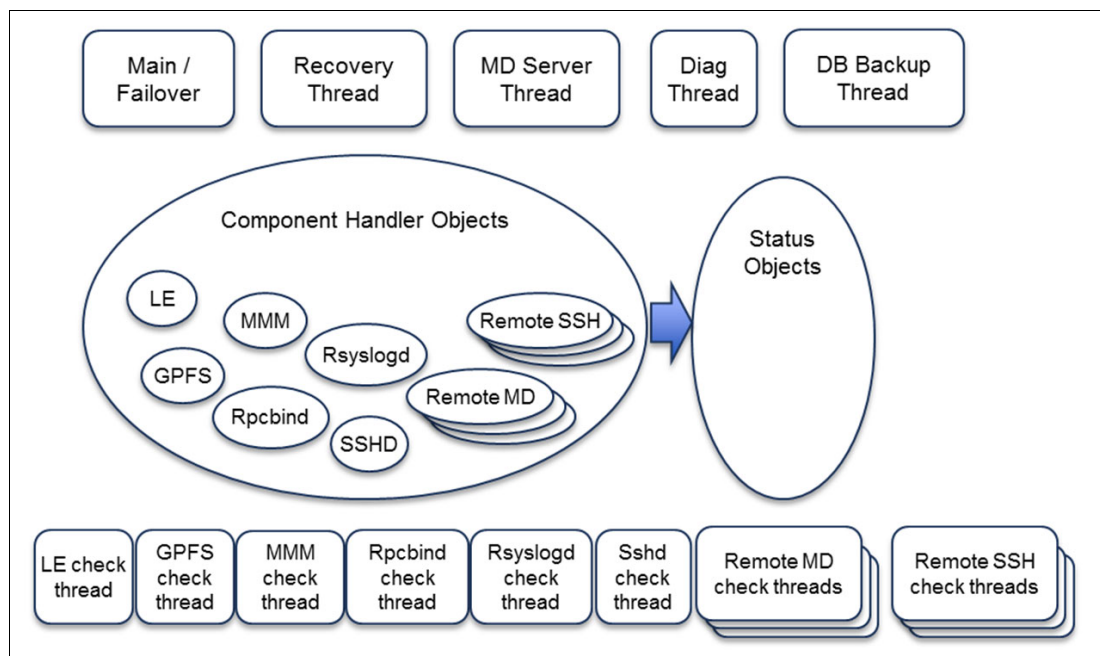 Main /
Failover
Recovery
Thread
MD Server
Thread
Diag
Thread
DB Backup
Thread
Component Handler Objects
Status
Objects
LE
MMM
Remote SSH
Rsyslogd
GPFS
Remote MD
Rpcbind
SSHD
LE check
thread
GPFS
check
thread
MMM
check
thread
Rpcbind
check
thread
Rsyslogd
check
thread
Sshd
check
thread
Remote MD
check threads
Remote SSH
check threads